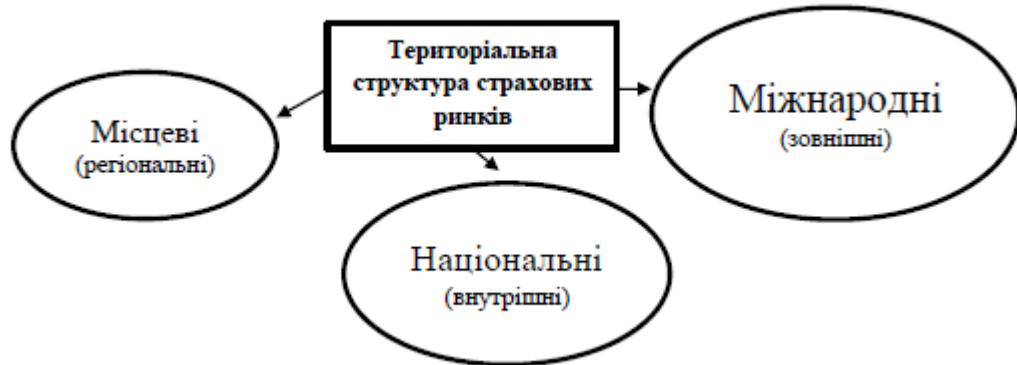 Територіальна
структура страхових
ринків
Місцеві
(регіональні)
Національні
(внутрішні)
Міжнародні
(зовнішні)